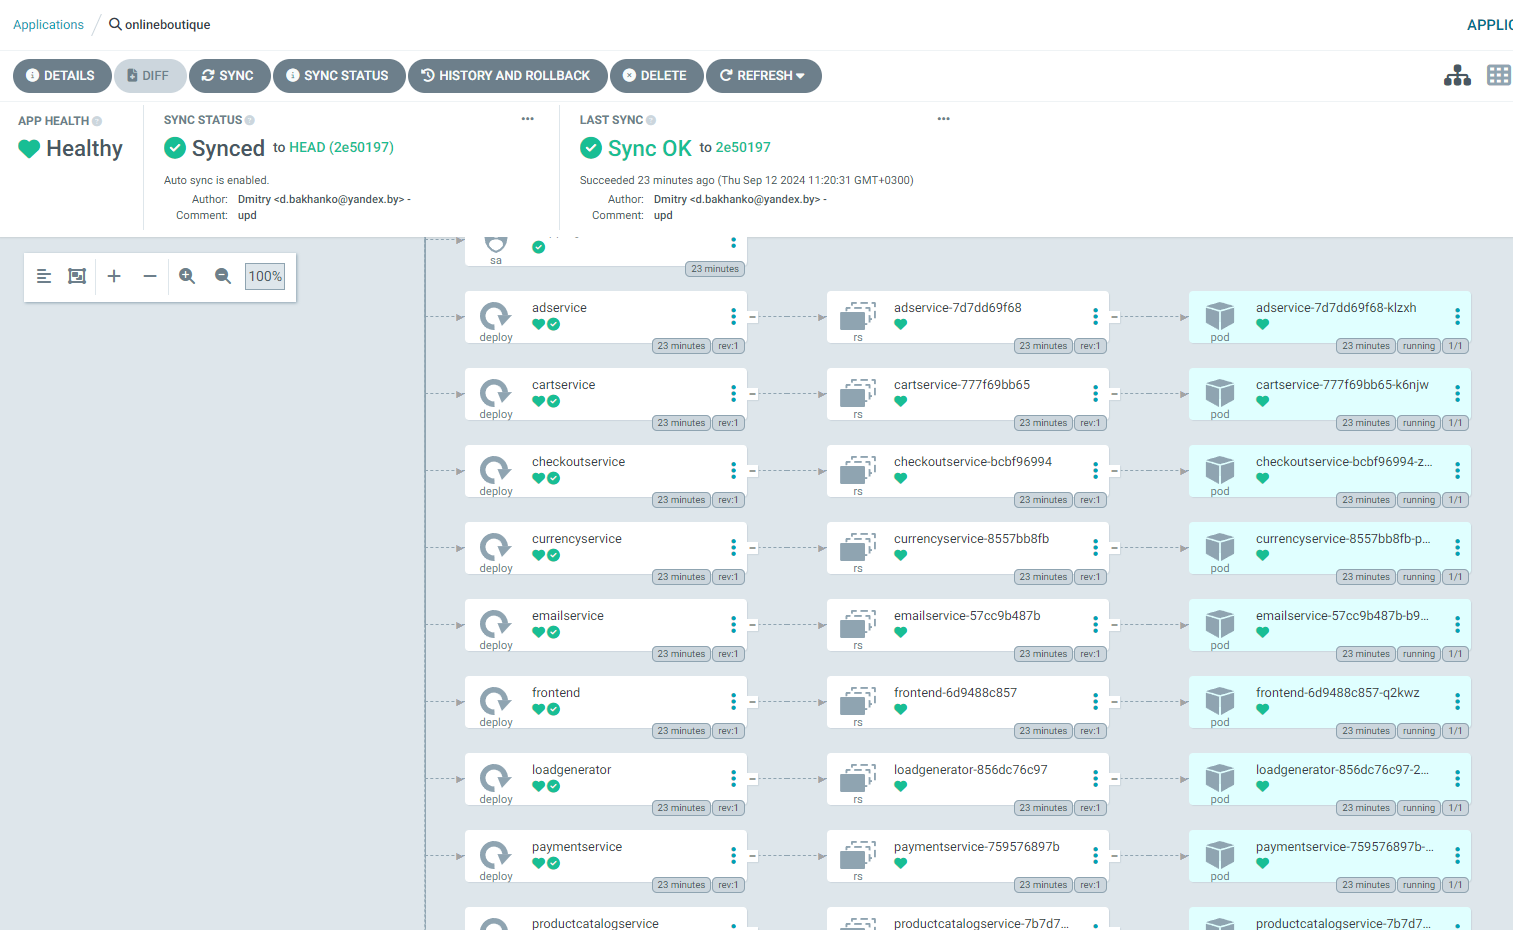 Applications / onlineboutique
APPLIC
DETAILS DIFF SYNC SYNC STATUS HISTORY AND ROLLBACK DELETE REFRESH
APP HEALTH
Healthy
SYNC STATUS
Synced to HEAD (2e50197)
Auto sync is enabled.
Author: Dmitry <d.bakhanko@yandex.by> -
Comment: upd
LAST SYNC
Sync OK to 2e50197
Succeeded 23 minutes ago (Thu Sep 12 2024 11:20:31 GMT+0300)
Author: Dmitry <d.bakhanko@yandex.by> -
Comment: upd
100%
sa
23 minutes
adservice
deploy
23 minutes rev:1
adservice-7d7dd69f68
rs
23 minutes rev:1
adservice-7d7dd69f68-klzxh
pod
23 minutes running 1/1
cartservice
deploy
23 minutes rev:1
cartservice-777f69bb65
rs
23 minutes rev:1
cartservice-777f69bb65-k6njw
pod
23 minutes running 1/1
checkoutservice
deploy
23 minutes rev:1
checkoutservice-bcbf96994
rs
23 minutes rev:1
checkoutservice-bcbf96994-z...
pod
23 minutes running 1/1
currencyservice
deploy
23 minutes rev:1
currencyservice-8557bb8fb
rs
23 minutes rev:1
currencyservice-8557bb8fb-p...
pod
23 minutes running 1/1
emailservice
deploy
23 minutes rev:1
emailservice-57cc9b487b
rs
23 minutes rev:1
emailservice-57cc9b487b-b9...
pod
23 minutes running 1/1
frontend
deploy
23 minutes rev:1
frontend-6d9488c857
rs
23 minutes rev:1
frontend-6d9488c857-q2kwz
pod
23 minutes running 1/1
loadgenerator
deploy
23 minutes rev:1
loadgenerator-856dc76c97
rs
23 minutes rev:1
loadgenerator-856dc76c97-2...
pod
23 minutes running 1/1
paymentservice
deploy
23 minutes rev:1
paymentservice-759576897b
rs
23 minutes rev:1
paymentservice-759576897b-...
pod
23 minutes running 1/1
productcatalogservice
productcatalogservice-7b7d7...
productcatalogservice-7b7d7...